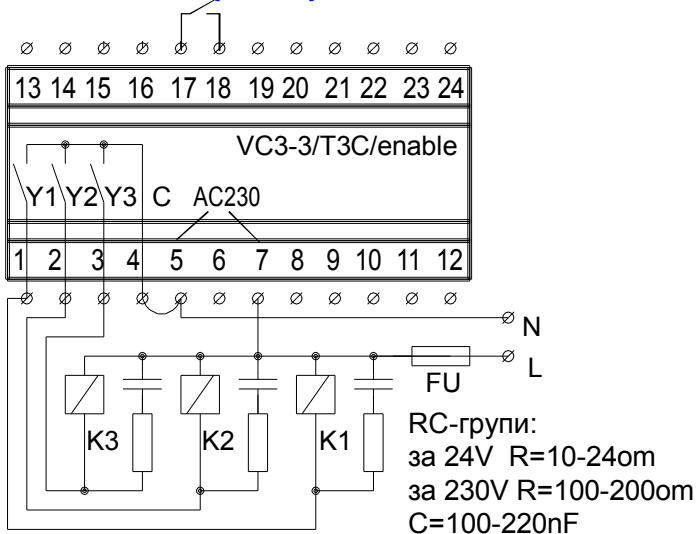 13 14 15 16 17 18 19 20 21 22 23 24
VC3-3/T3C/enable
Y1 Y2 Y3 C AC230
1 2 3 4 5 6 7 8 9 10 11 12
N
L
FU
K3 K2 K1
RC-групи:
за 24V R=10-24om
за 230V R=100-200om
C=100-220nF